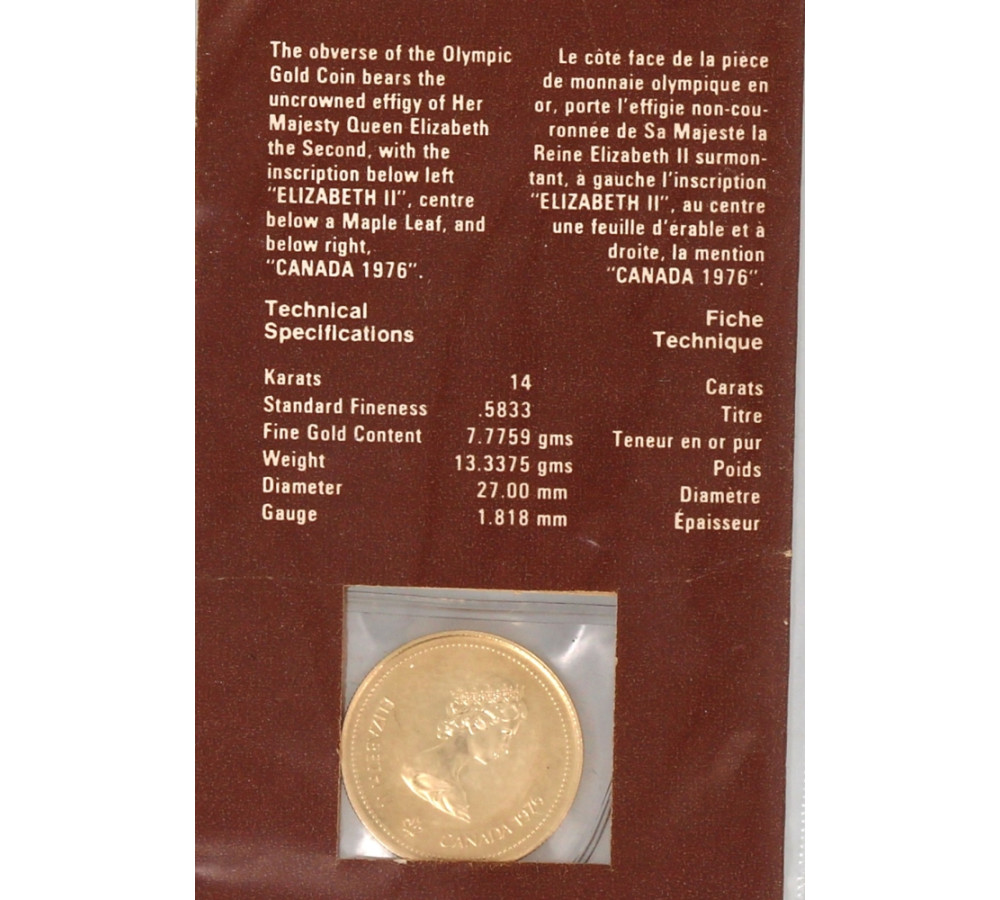 The obverse of the Olympic
Gold Coin bears the
uncrowned effigy of Her
Majesty Queen Elizabeth
the Second, with the
inscription below left
"ELIZABETH II", centre
below a Maple Leaf, and
below right,
"CANADA 1976".
Le côté face de la pièce
de monnaie olympique en
or, porte l'effigie non-cou-
ronnée de Sa Majesté la
Reine Elizabeth II surmon-
tant, à gauche l'inscription
"ELIZABETH II", au centre
une feuille d'érable et à
droite, la mention
"CANADA 1976".
Technical
Specifications
Fiche
Technique
Karats 14 Carats
Standard Fineness .5833 Titre
Fine Gold Content 7.7759 gms Teneur en or pur
Weight 13.3375 gms Poids
Diameter 27.00 mm Diamètre
Gauge 1.818 mm Épaisseur
ELIZABETH II
CANADA 1976